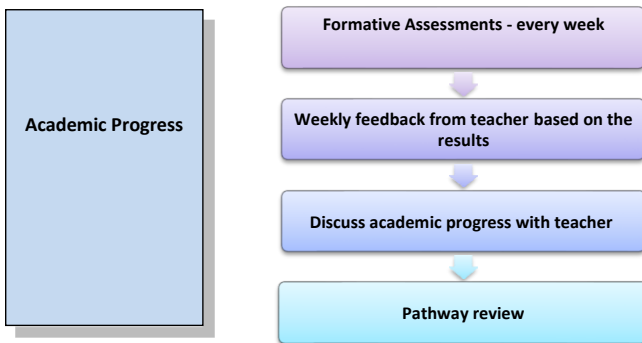 Academic Progress
Formative Assessments - every week
Weekly feedback from teacher based on the
results
Discuss academic progress with teacher
Pathway review